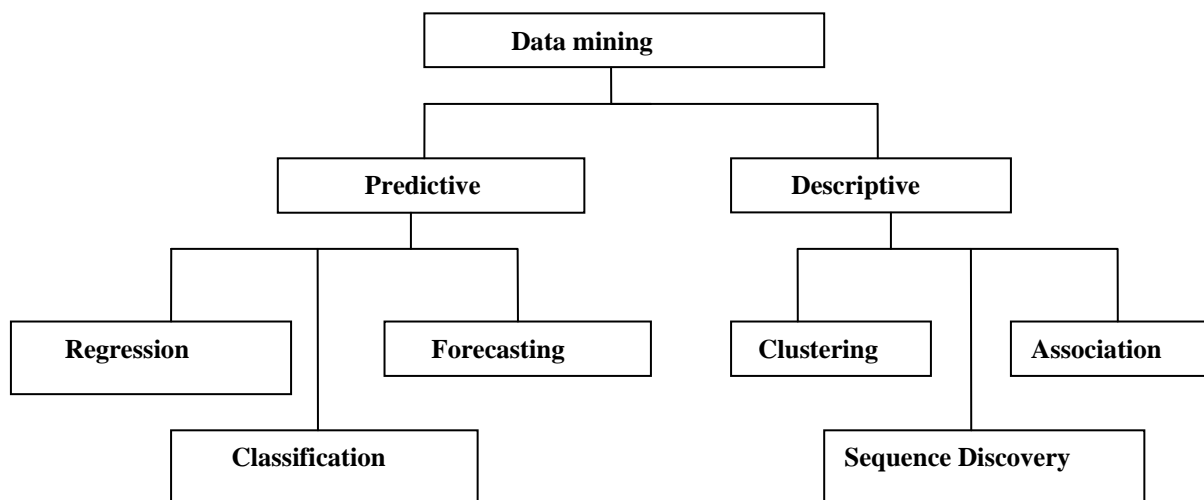 Data mining
Predictive
Descriptive
Regression
Forecasting
Clustering
Association
Classification
Sequence Discovery